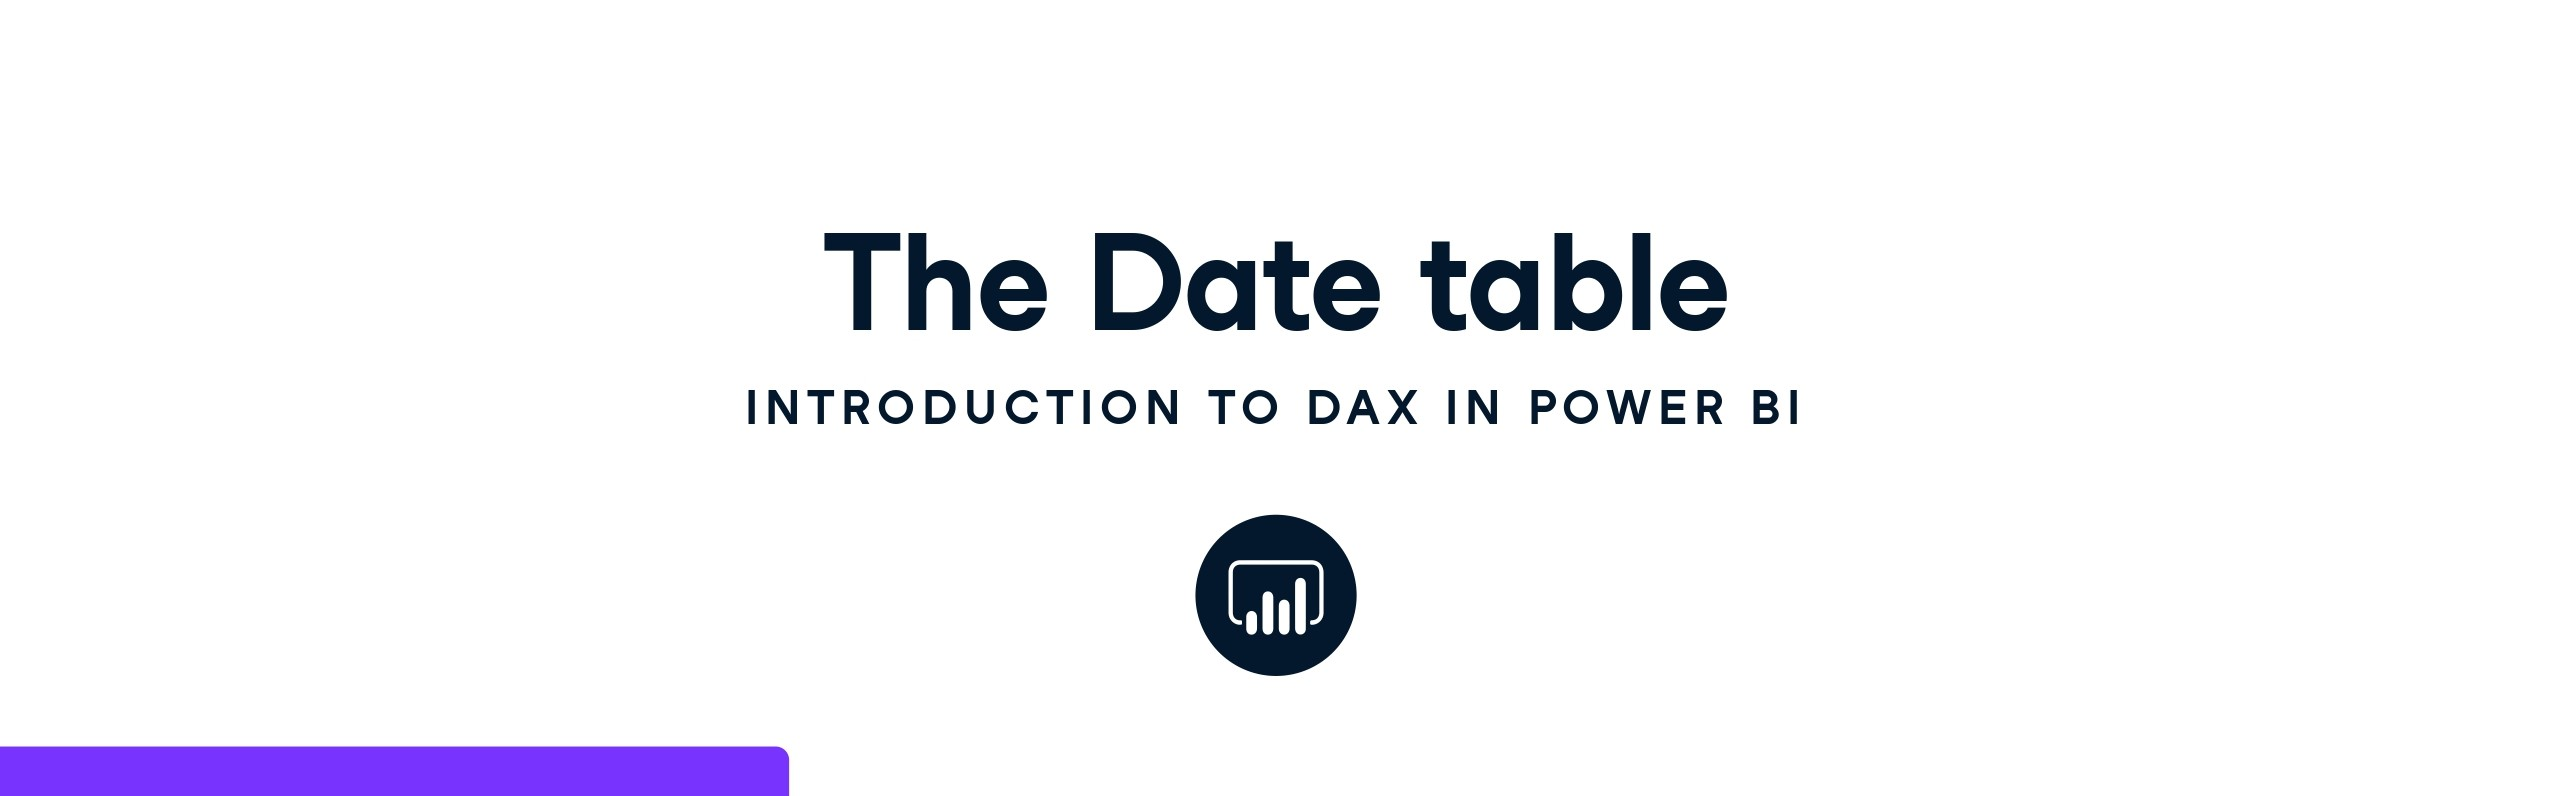 The Date table
INTRODUCTION TO DAX IN POWER BI